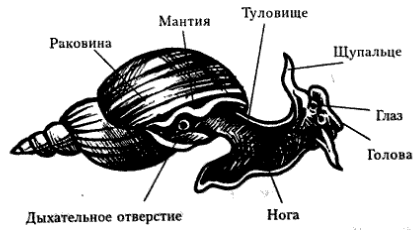 Мантия
Туловище
Раковина
Щупальце
Глаз
Голова
Дыхательное отверстие
Нога